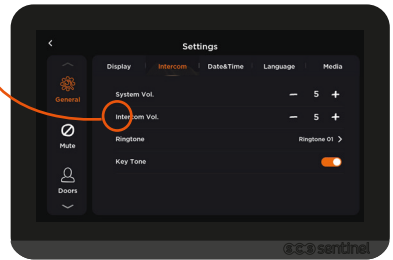 Settings
Display Intercom Date&Time Language Media
General
System Vol. 5
Intercom Vol. 5
Mute
Ringtone Ringtone 01
Key Tone
Doors
sentinel